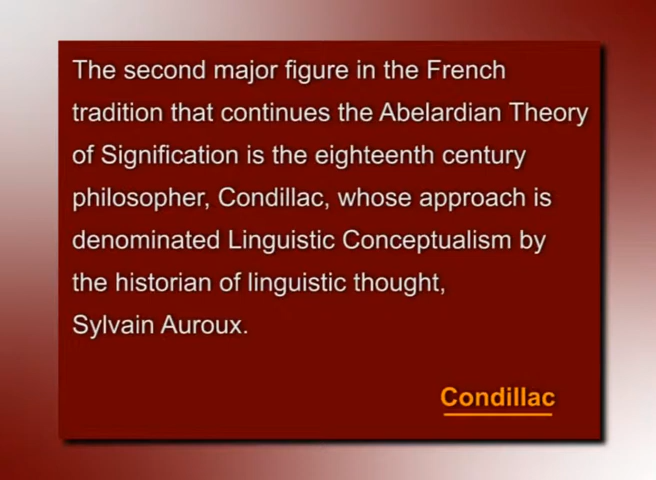 The second major figure in the French
tradition that continues the Abelardian Theory
of Signification is the eighteenth century
philosopher, Condillac, whose approach is
denominated Linguistic Conceptualism by
the historian of linguistic thought,
Sylvain Auroux.
Condillac